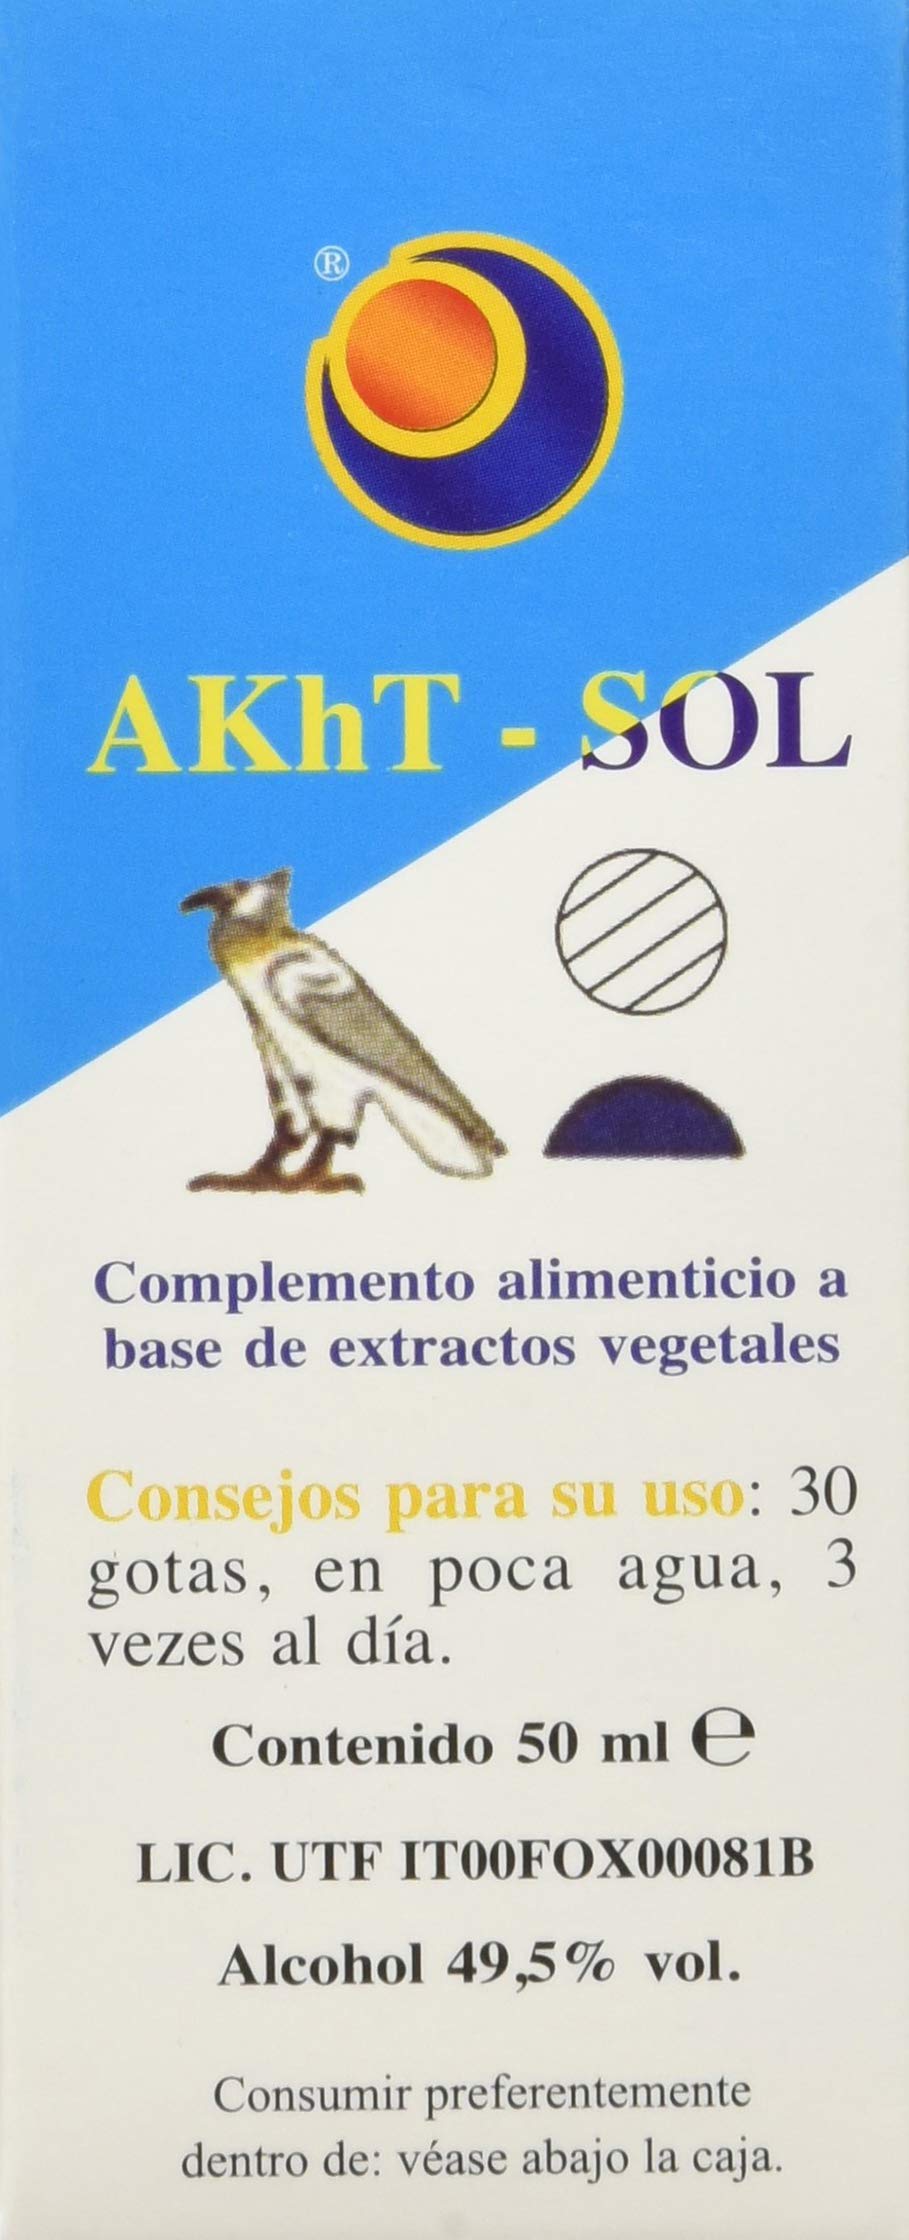 ®
AKhT - SOL
Complemento alimenticio a
base de extractos vegetales
Consejos para su uso: 30
gotas, en poca agua, 3
vezes al día.
Contenido 50 ml ℮
LIC. UTF IT00FOX00081B
Alcohol 49,5% vol.
Consumir preferentemente
dentro de: véase abajo la caja.